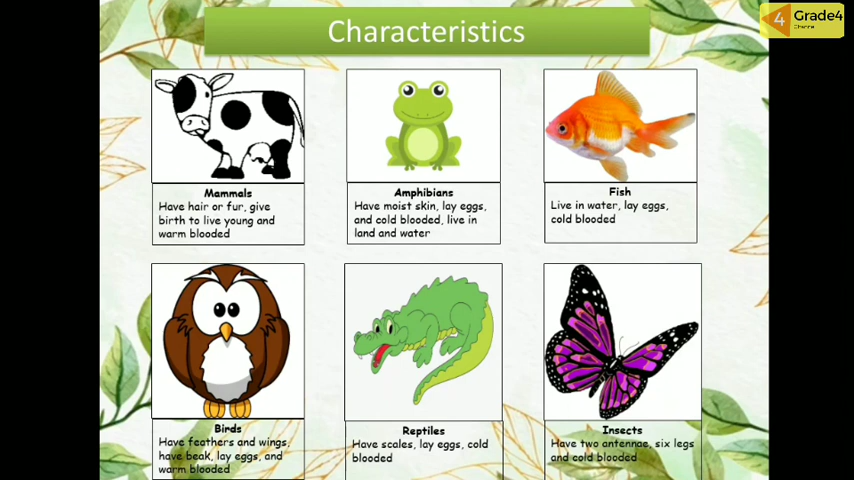 Characteristics
4 Grade4
Channel
Mammals
Have hair or fur, give
birth to live young and
warm blooded
Amphibians
Have moist skin, lay eggs,
and cold blooded, live in
land and water
Fish
Live in water, lay eggs,
cold blooded
Birds
Have feathers and wings,
have beak, lay eggs, and
warm blooded
Reptiles
Have scales, lay eggs, cold
blooded
Insects
Have two antennae, six legs
and cold blooded